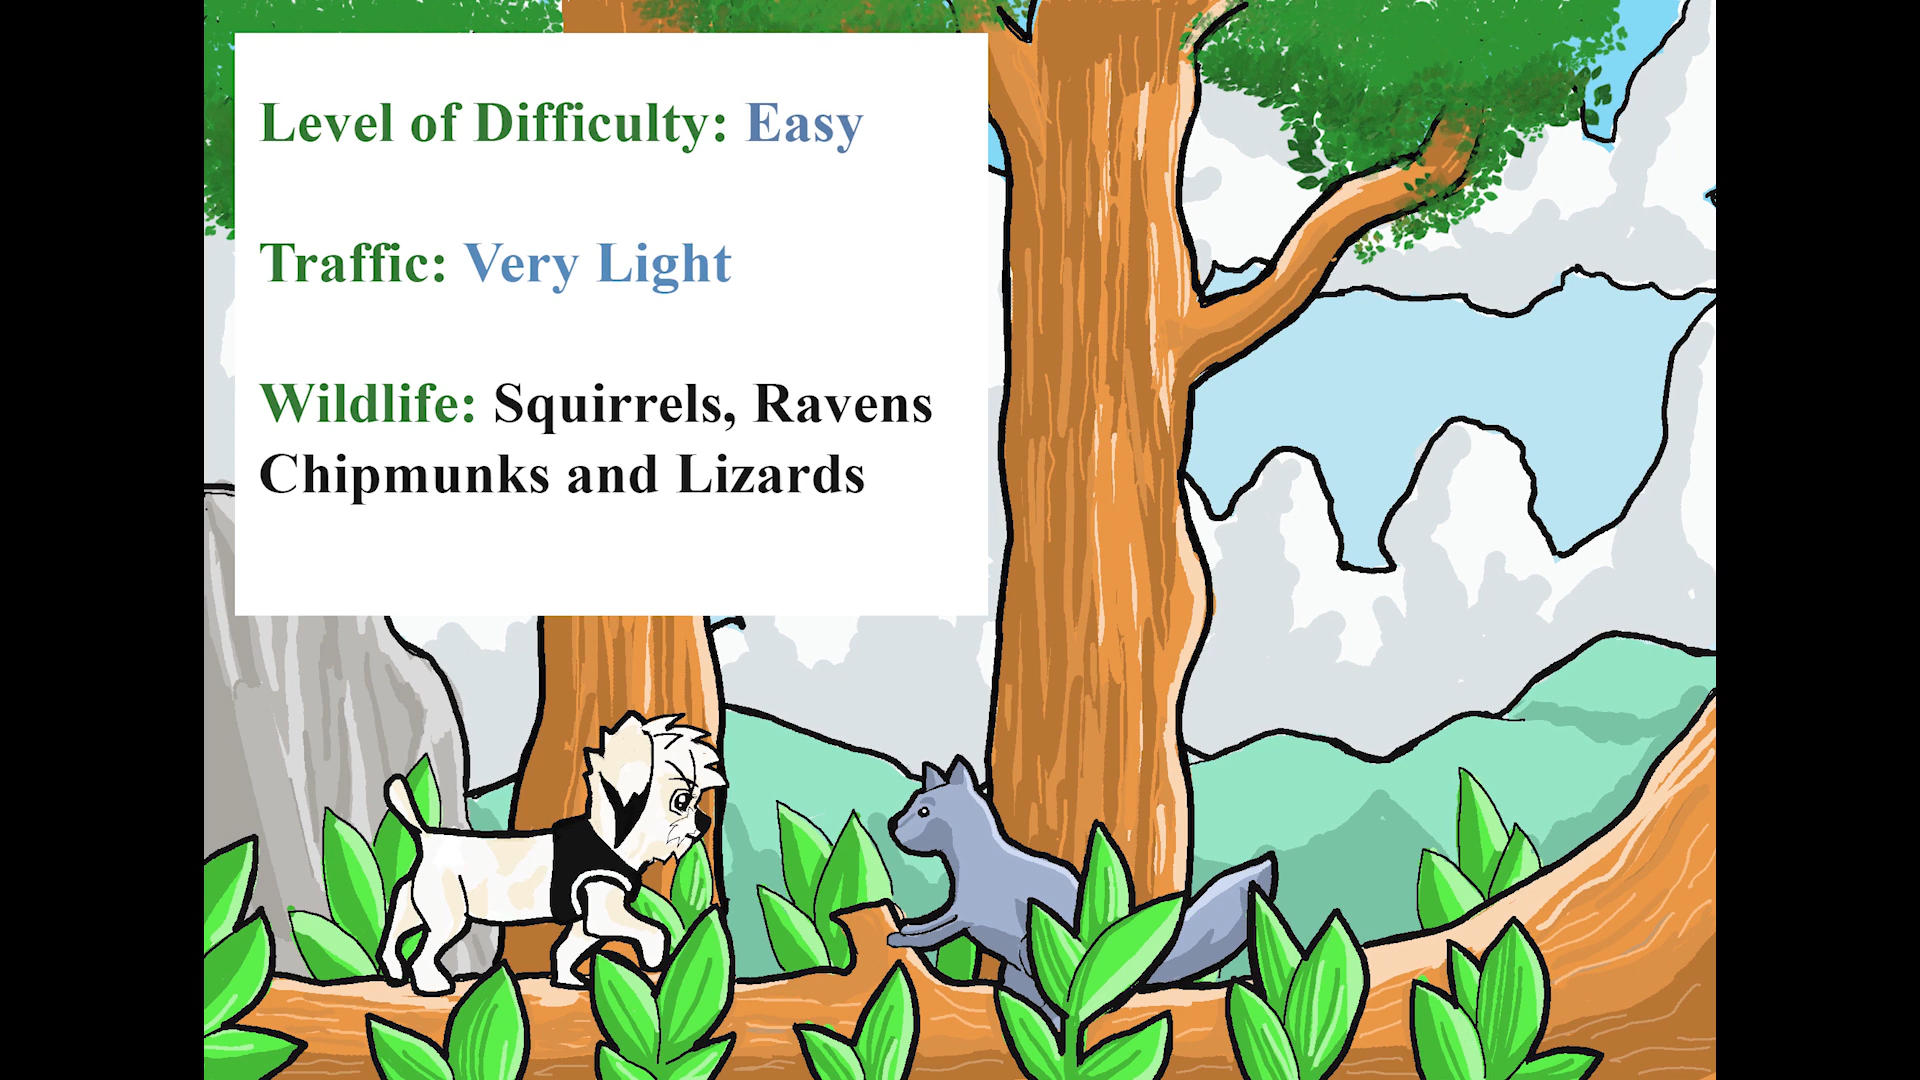 Level of Difficulty: Easy
Traffic: Very Light
Wildlife: Squirrels, Ravens
Chipmunks and Lizards